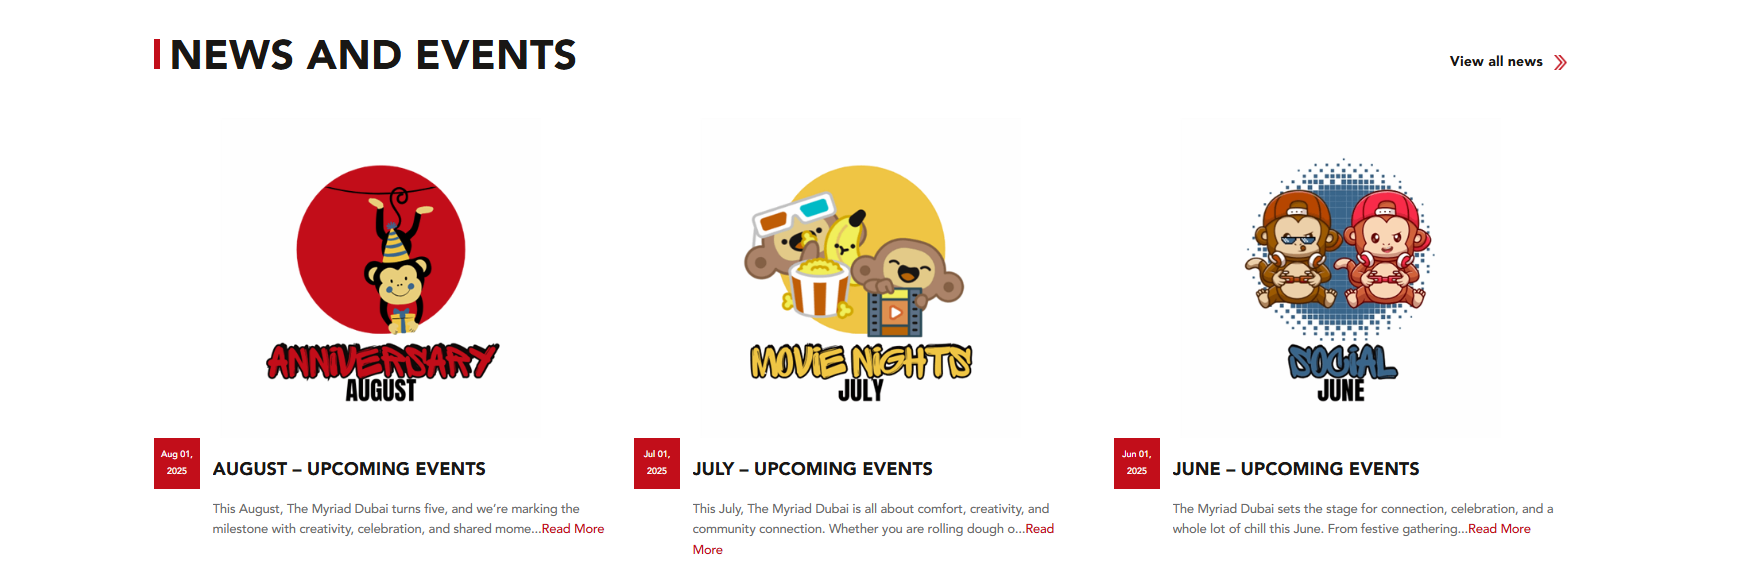 NEWS AND EVENTS
View all news
ANNIVERSARY
AUGUST
MOVIE NIGHTS
JULY
SOCIAL
JUNE
Aug 01,
2025
AUGUST – UPCOMING EVENTS
This August, The Myriad Dubai turns five, and we’re marking the
milestone with creativity, celebration, and shared mome...Read More
Jul 01,
2025
JULY – UPCOMING EVENTS
This July, The Myriad Dubai is all about comfort, creativity, and
community connection. Whether you are rolling dough o...Read
More
Jun 01,
2025
JUNE – UPCOMING EVENTS
The Myriad Dubai sets the stage for connection, celebration, and a
whole lot of chill this June. From festive gathering...Read More